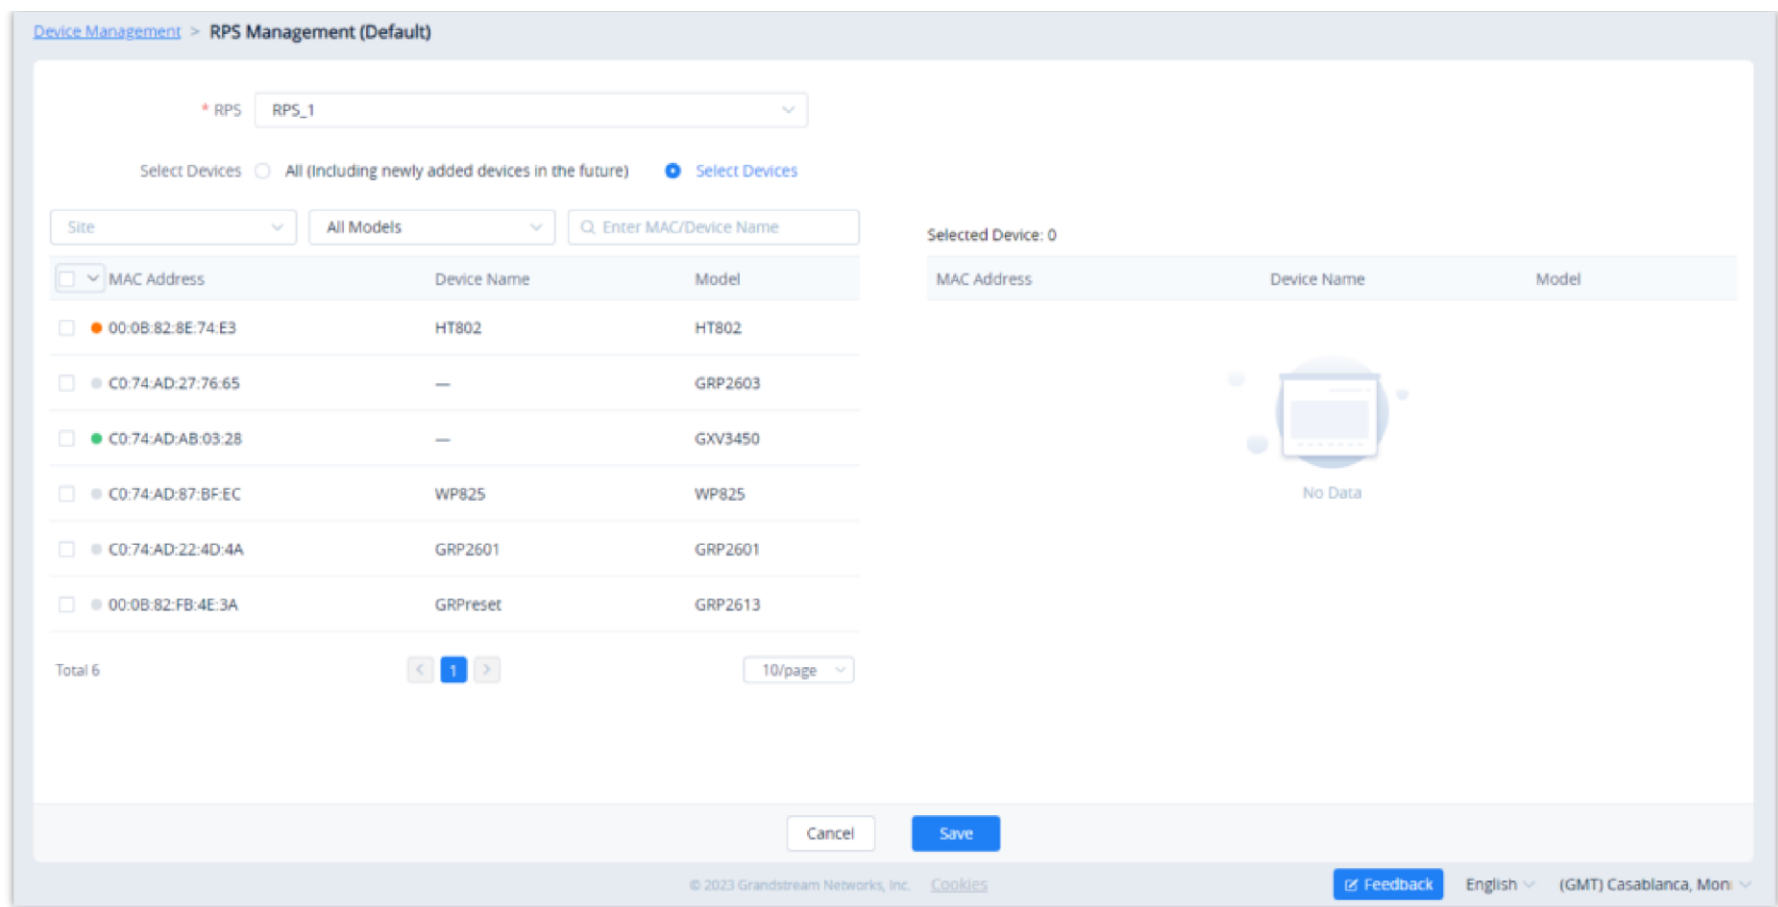 Device Management > RPS Management (Default)
* RPS RPS_1
Select Devices All (Including newly added devices in the future) Select Devices
Site All Models Enter MAC/Device Name
Selected Device: 0
MAC Address Device Name Model MAC Address Device Name Model
00:0B:82:8E:74:E3 HT802 HT802
C0:74:AD:27:76:65 — GRP2603
C0:74:AD:AB:03:28 — GXV3450
C0:74:AD:87:BF:EC WP825 WP825
No Data
C0:74:AD:22:4D:4A GRP2601 GRP2601
00:0B:82:FB:4E:3A GRPreset GRP2613
Total 6 < 1 > 10/page
Cancel Save
© 2023 Grandstream Networks, Inc. Cookies Feedback English (GMT) Casablanca, Mon